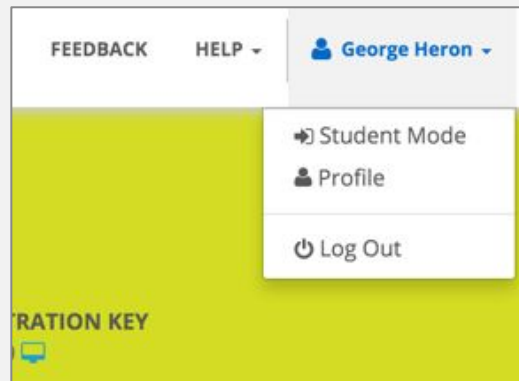 FEEDBACK HELP George Heron
Student Mode
Profile
Log Out
TRATION KEY